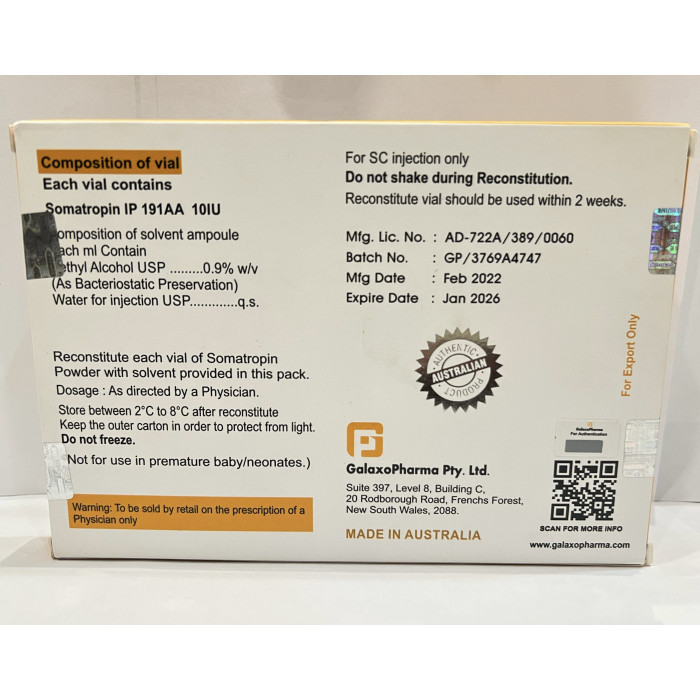 Composition of vial
Each vial contains
Somatropin IP 191AA 10IU
omposition of solvent ampoule
ach ml Contain
thyl Alcohol USP .........0.9% w/v
(As Bacteriostatic Preservation)
Water for injection USP.............q.s.
Reconstitute each vial of Somatropin
Powder with solvent provided in this pack.
Dosage : As directed by a Physician.
Store between 2°C to 8°C after reconstitute
Keep the outer carton in order to protect from light.
Do not freeze.
Not for use in premature baby/neonates.)
Warning: To be sold by retail on the prescription of a
Physician only
For SC injection only
Do not shake during Reconstitution.
Reconstitute vial should be used within 2 weeks.
Mfg. Lic. No. : AD-722A/389/0060
Batch No. : GP/3769A4747
Mfg Date : Feb 2022
Expire Date : Jan 2026
AUTHENTIC
AUSTRALIAN
PRODUCT
For Export Only
GalaxoPharma Pty. Ltd.
Suite 397, Level 8, Building C,
20 Rodborough Road, Frenchs Forest,
New South Wales, 2088.
MADE IN AUSTRALIA
GalaxoPharma
For Authentication
SCAN FOR MORE INFO
www.galaxopharma.com